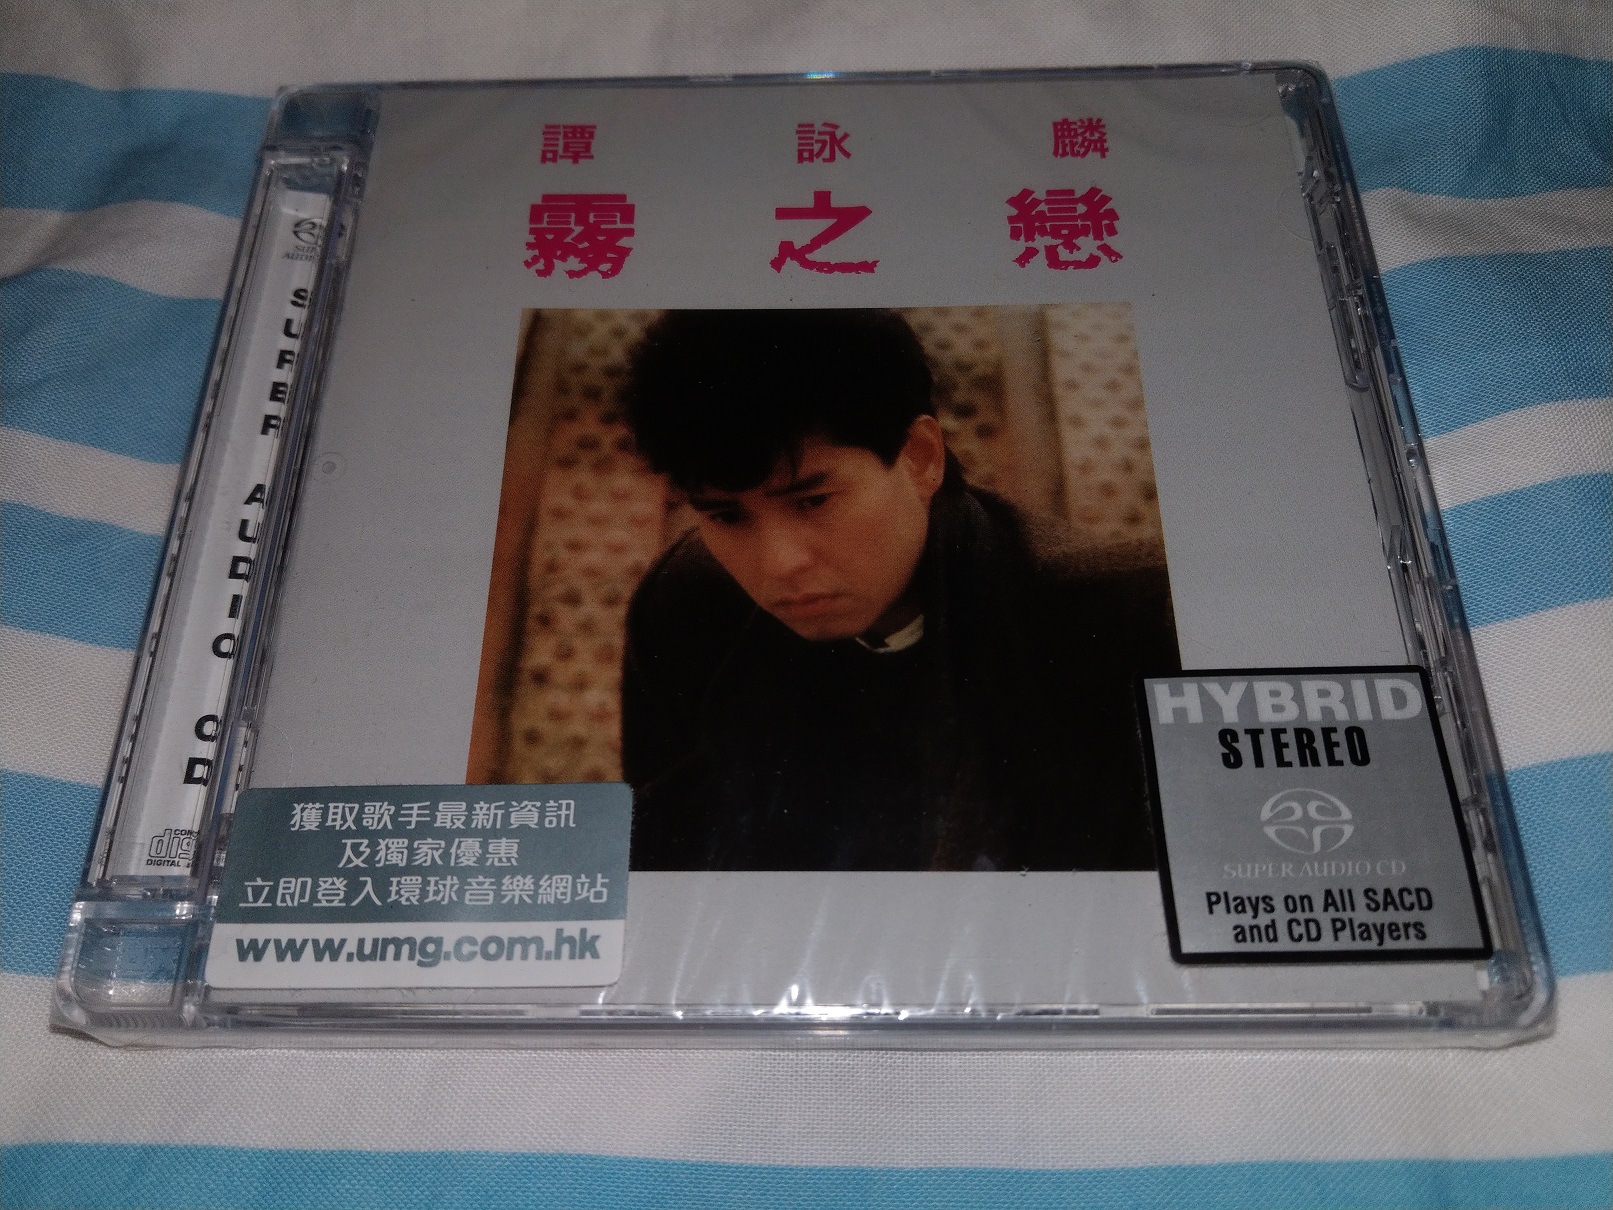 譚詠麟
霧之戀
SUPER AUDIO CD
獲取歌手最新資訊
及獨家優惠
立即登入環球音樂網站
www.umg.com.hk
HYBRID
STEREO
SUPER AUDIO CD
Plays on All SACD
and CD Players